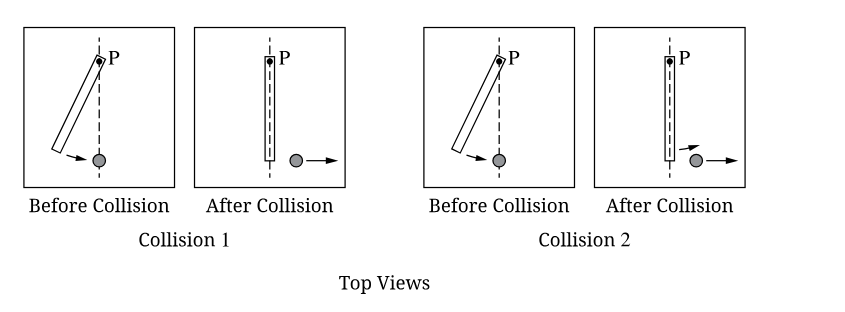 P P P P
Before Collision After Collision Before Collision After Collision
Collision 1 Collision 2
Top Views